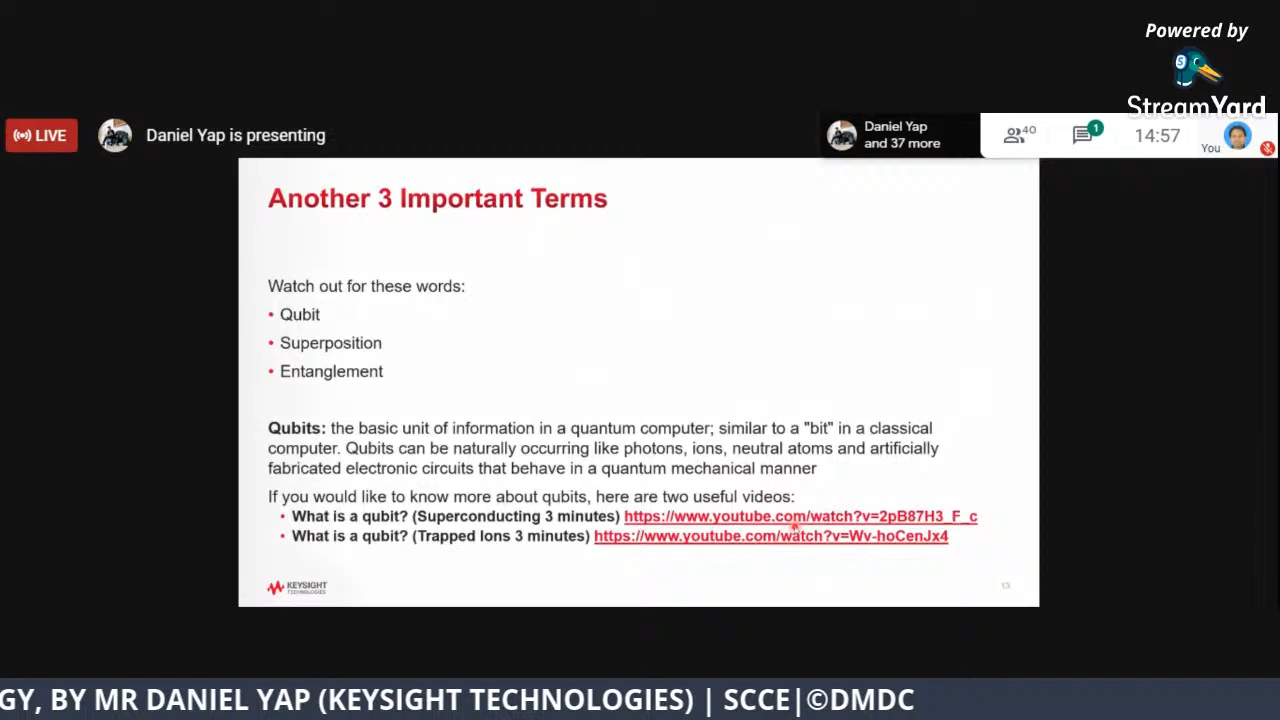 Powered by
StreamYard
LIVE
Daniel Yap is presenting
Daniel Yap
and 37 more
40
1
14:57
You
Another 3 Important Terms
Watch out for these words:
• Qubit
• Superposition
• Entanglement
Qubits: the basic unit of information in a quantum computer; similar to a "bit" in a classical
computer. Qubits can be naturally occurring like photons, ions, neutral atoms and artificially
fabricated electronic circuits that behave in a quantum mechanical manner
If you would like to know more about qubits, here are two useful videos:
• What is a qubit? (Superconducting 3 minutes) https://www.youtube.com/watch?v=2pB87H3_F_c
• What is a qubit? (Trapped Ions 3 minutes) https://www.youtube.com/watch?v=Wv-hoCenJx4
KEYSIGHT
TECHNOLOGIES
13
GY, BY MR DANIEL YAP (KEYSIGHT TECHNOLOGIES) | SCCE|©DMDC